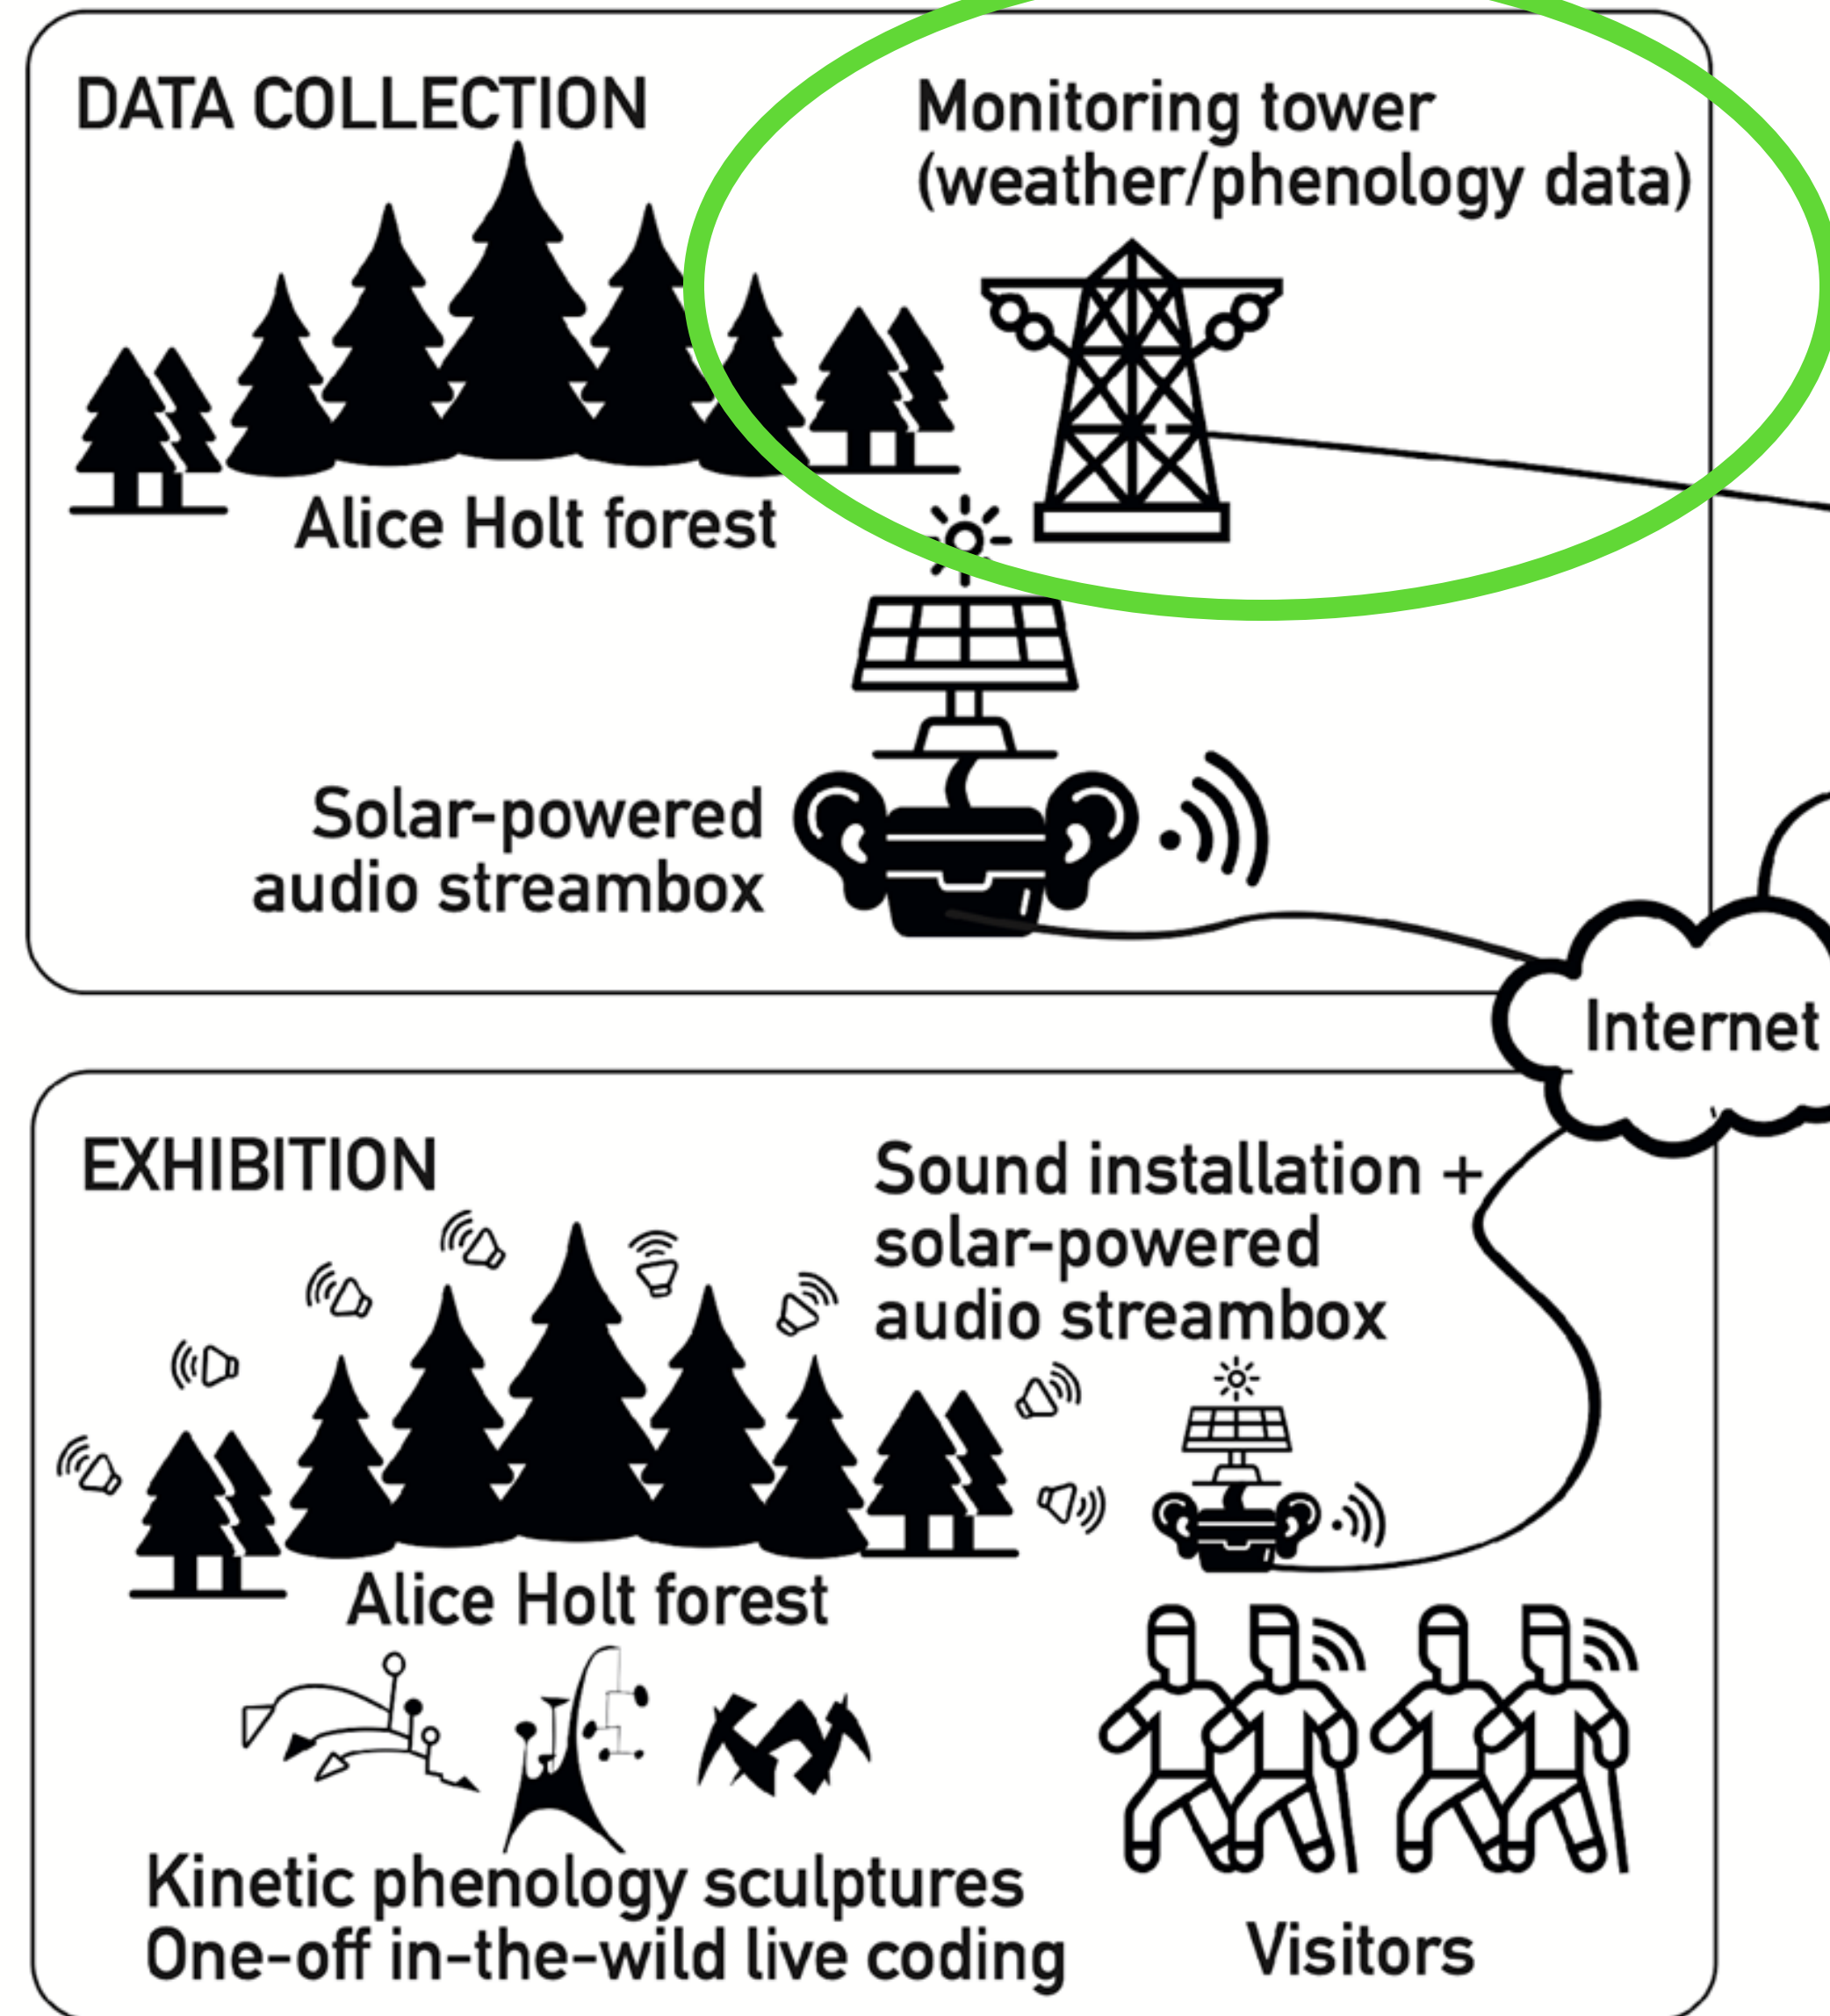 DATA COLLECTION
Monitoring tower
(weather/phenology data)
Alice Holt forest
Solar-powered
audio streambox
Internet
EXHIBITION
Sound installation +
solar-powered
audio streambox
Alice Holt forest
Kinetic phenology sculptures
One-off in-the-wild live coding
Visitors